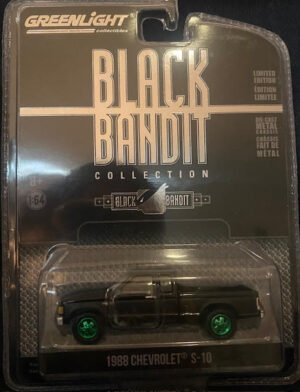 GREENLIGHT
collectibles
BLACK
BANDIT
COLLECTION
LIMITED
EDITION
ÉDITION
LIMITÉE
DIE-CAST
METAL
CHASSIS
CHÂSSIS
FAIT DE
MÉTAL
1:64
BLACK BANDIT
1988 CHEVROLET® S-10